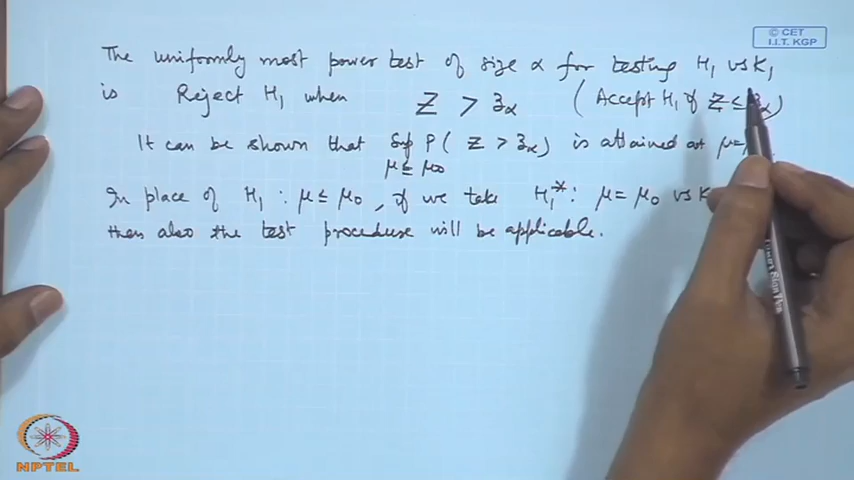 © CET
I.I.T. KGP
The uniformly most power test of size α for testing H₁ vs K₁
is Reject H₁ when Z > z_α (Accept H₁ if Z ≤ z_α)
It can be shown that Sup P( Z > z_α) is attained at μ=
μ ≤ μ₀
In place of H₁ : μ ≤ μ₀ , if we take H₁* : μ = μ₀ vs K
then also the test procedure will be applicable.
NPTEL